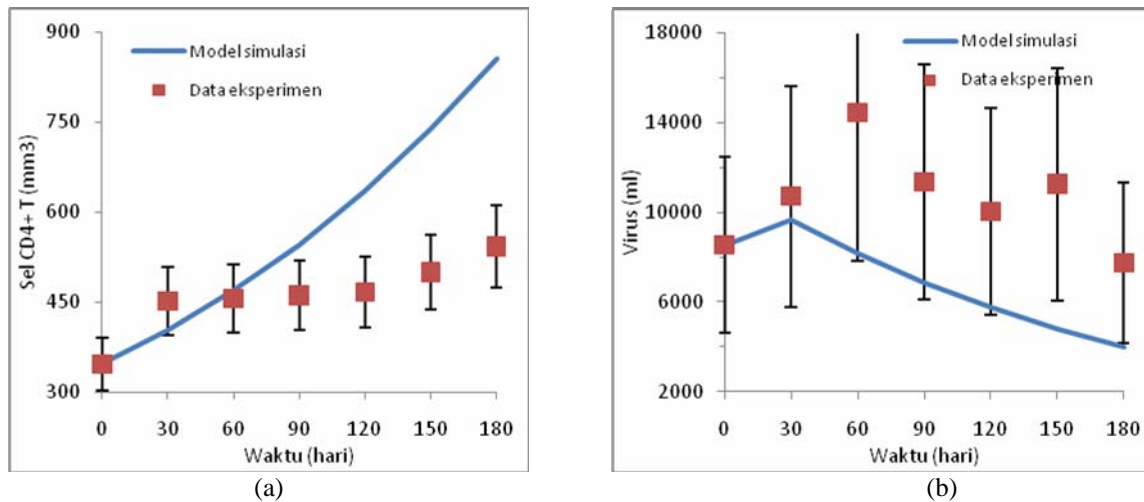 900
750
600
450
300
Sel CD4+ T (mm3)
Model simulasi
Data eksperimen
0 30 60 90 120 150 180
Waktu (hari)
(a)
18000
14000
10000
6000
2000
Virus (ml)
Model simulasi
Data eksperimen
0 30 60 90 120 150 180
Waktu (hari)
(b)